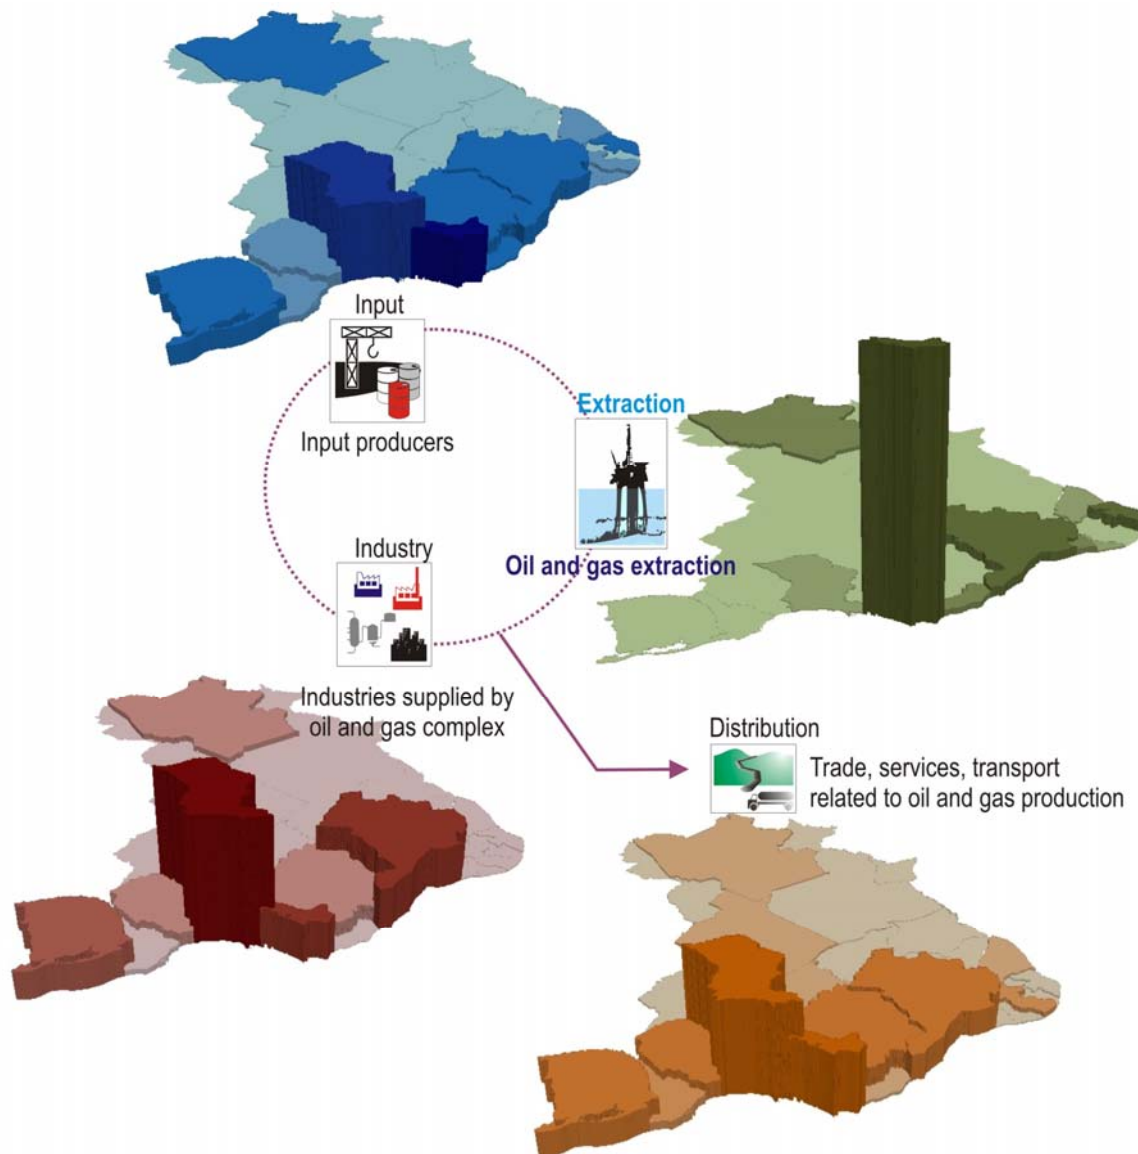 Input
Input producers
Extraction
Oil and gas extraction
Industry
Industries supplied by
oil and gas complex
Distribution
Trade, services, transport
related to oil and gas production